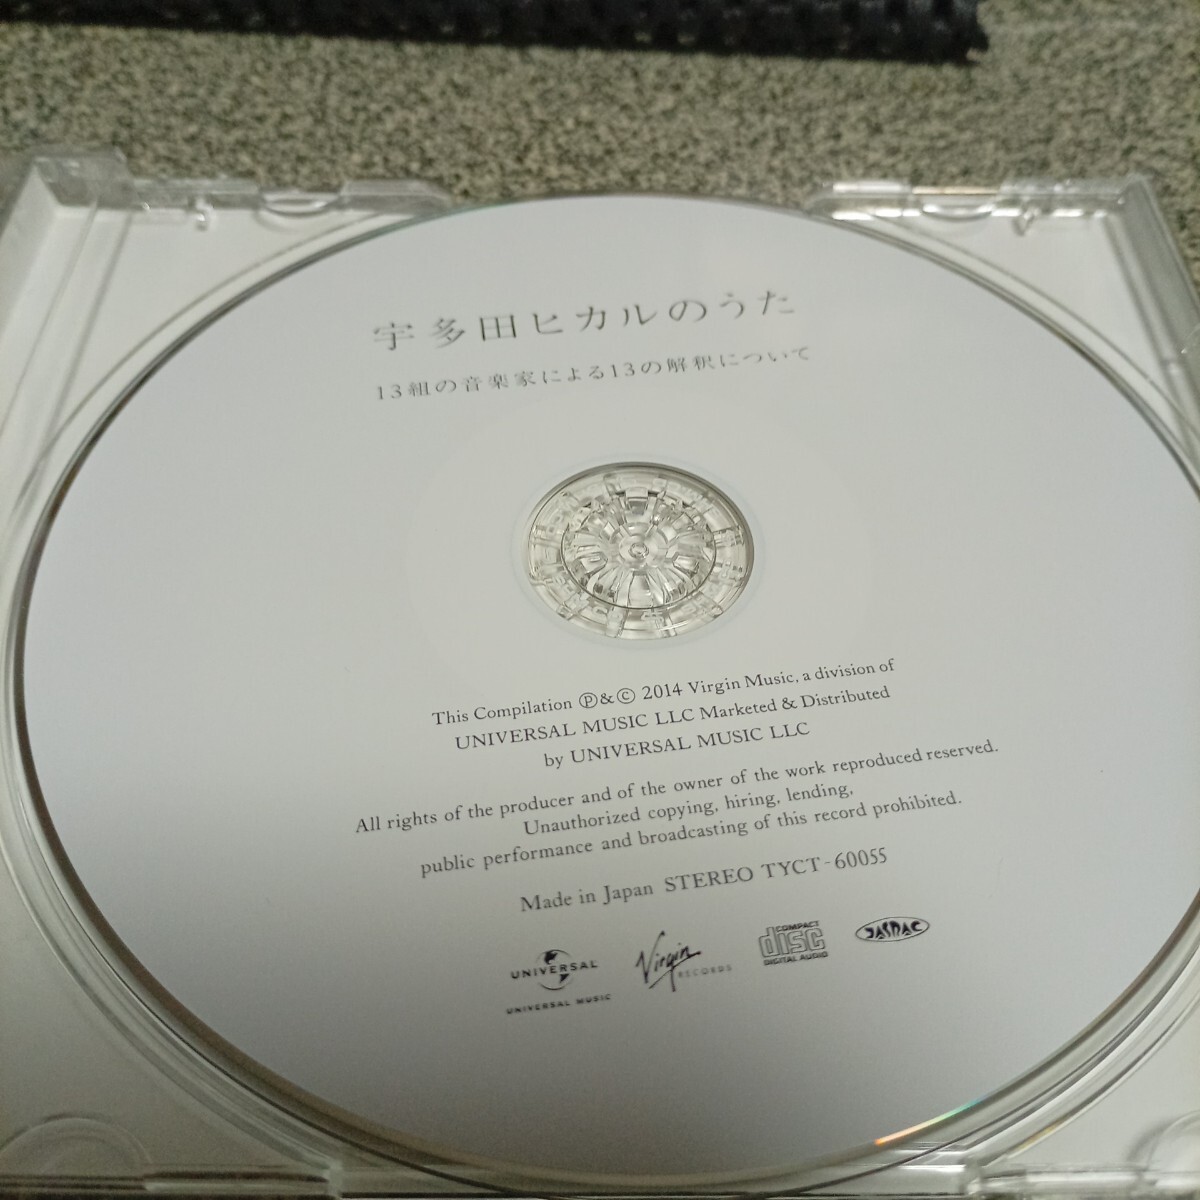 宇多田ヒカルのうた
13組の音楽家による13の解釈について
This Compilation Ⓟ&Ⓒ 2014 Virgin Music, a division of
UNIVERSAL MUSIC LLC Marketed & Distributed
by UNIVERSAL MUSIC LLC
All rights of the producer and of the owner of the work reproduced reserved.
Unauthorized copying, hiring, lending,
public performance and broadcasting of this record prohibited.
Made in Japan STEREO TYCT-60055
UNIVERSAL
UNIVERSAL MUSIC
Virgin
RECORDS
COMPACT
disc
DIGITAL AUDIO
JASRAC